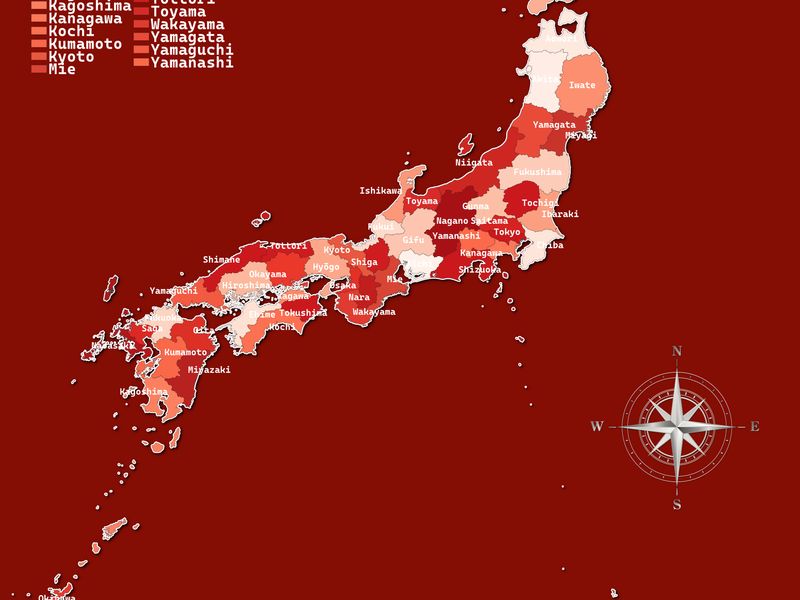 Kagoshima
Kanagawa
Kochi
Kumamoto
Kyoto
Mie
Tottori
Toyama
Wakayama
Yamagata
Yamaguchi
Yamanashi
Akita
Iwate
Yamagata
Miyagi
Niigata
Fukushima
Ishikawa
Toyama
Gunma
Tochigi
Ibaraki
Nagano
Saitama
Fukui
Gifu
Yamanashi
Tokyo
Chiba
Kanagawa
Shizuoka
Tottori
Kyoto
Shimane
Hyōgo
Shiga
Okayama
Mie
Hiroshima
Osaka
Yamaguchi
Kagawa
Nara
Ehime
Tokushima
Wakayama
Fukuoka
Kochi
Saga
Oita
Nagasaki
Kumamoto
Miyazaki
Kagoshima
Okinawa
N
W
E
S